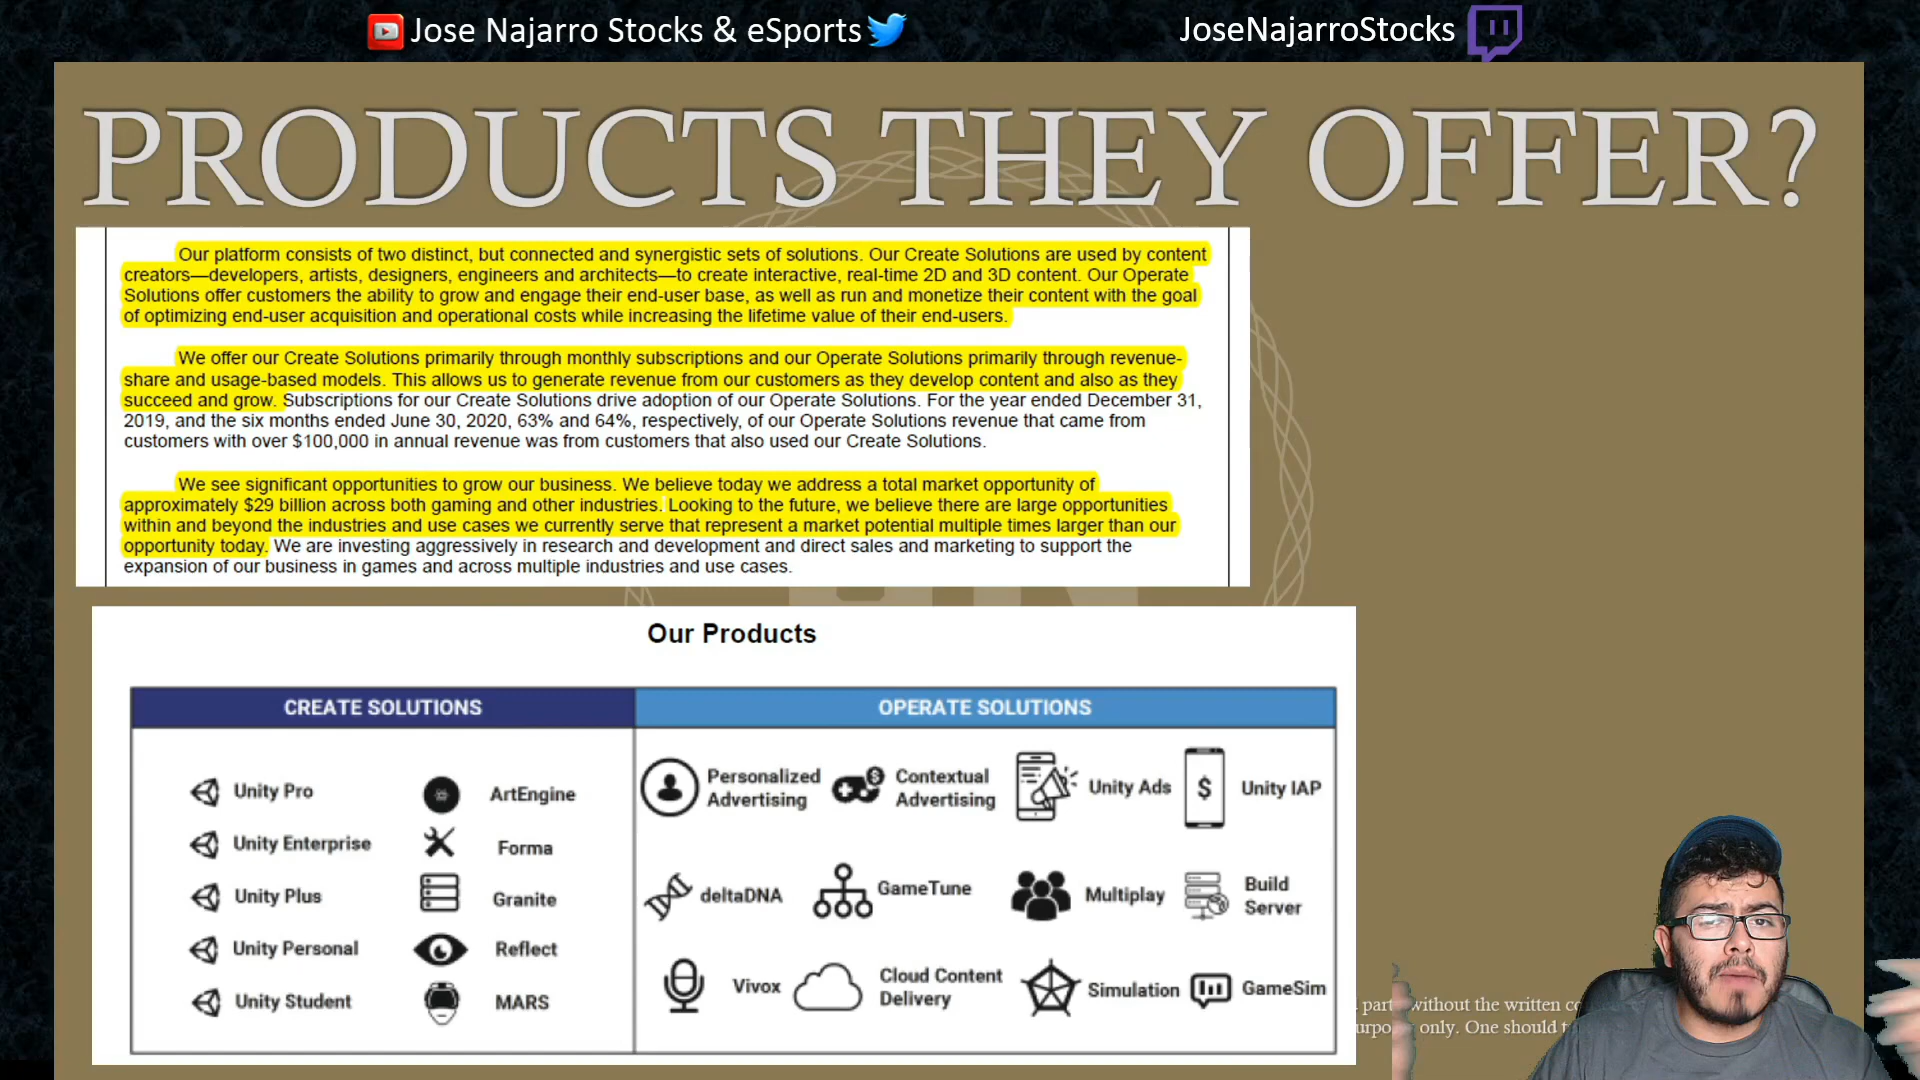 Jose Najarro Stocks & eSports
JoseNajarroStocks
PRODUCTS THEY OFFER?
Our platform consists of two distinct, but connected and synergistic sets of solutions. Our Create Solutions are used by content
creators—developers, artists, designers, engineers and architects—to create interactive, real-time 2D and 3D content. Our Operate
Solutions offer customers the ability to grow and engage their end-user base, as well as run and monetize their content with the goal
of optimizing end-user acquisition and operational costs while increasing the lifetime value of their end-users.
We offer our Create Solutions primarily through monthly subscriptions and our Operate Solutions primarily through revenue-
share and usage-based models. This allows us to generate revenue from our customers as they develop content and also as they
succeed and grow. Subscriptions for our Create Solutions drive adoption of our Operate Solutions. For the year ended December 31,
2019, and the six months ended June 30, 2020, 63% and 64%, respectively, of our Operate Solutions revenue that came from
customers with over $100,000 in annual revenue was from customers that also used our Create Solutions.
We see significant opportunities to grow our business. We believe today we address a total market opportunity of
approximately $29 billion across both gaming and other industries. Looking to the future, we believe there are large opportunities
within and beyond the industries and use cases we currently serve that represent a market potential multiple times larger than our
opportunity today. We are investing aggressively in research and development and direct sales and marketing to support the
expansion of our business in games and across multiple industries and use cases.
Our Products
CREATE SOLUTIONS
OPERATE SOLUTIONS
Unity Pro
ArtEngine
Unity Enterprise
Forma
Unity Plus
Granite
Unity Personal
Reflect
Unity Student
MARS
Personalized
Advertising
Contextual
Advertising
Unity Ads
Unity IAP
deltaDNA
GameTune
Multiplay
Build
Server
Vivox
Cloud Content
Delivery
Simulation
GameSim
without the written
only. One should